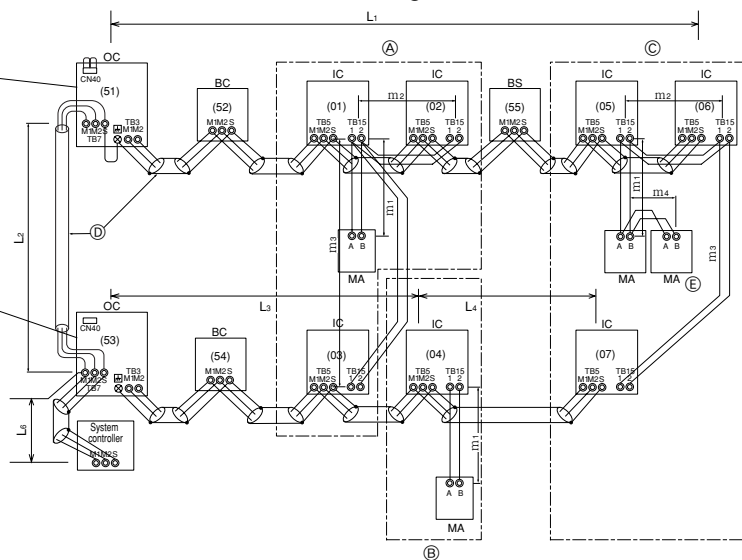 L1
A
C
OC
CN40
(51)
M1M2S
TB7
TB3
M1M2
BC
(52)
M1M2S
IC
(01)
TB5
M1M2S
TB15
1 2
m2
IC
(02)
TB5
M1M2S
TB15
1 2
BS
(55)
M1M2S
IC
(05)
TB5
M1M2S
TB15
1 2
m2
IC
(06)
TB5
M1M2S
TB15
1 2
L2
D
m3
m1
A B
MA
m1
m4
A B
MA
A B
MA
E
m3
OC
CN40
(53)
M1M2S
TB7
TB3
M1M2
L3
L4
BC
(54)
M1M2S
IC
(03)
TB5
M1M2S
TB15
1 2
IC
(04)
TB5
M1M2S
TB15
1 2
IC
(07)
TB5
M1M2S
TB15
1 2
L6
System
controller
M1M2S
m1
A B
MA
B